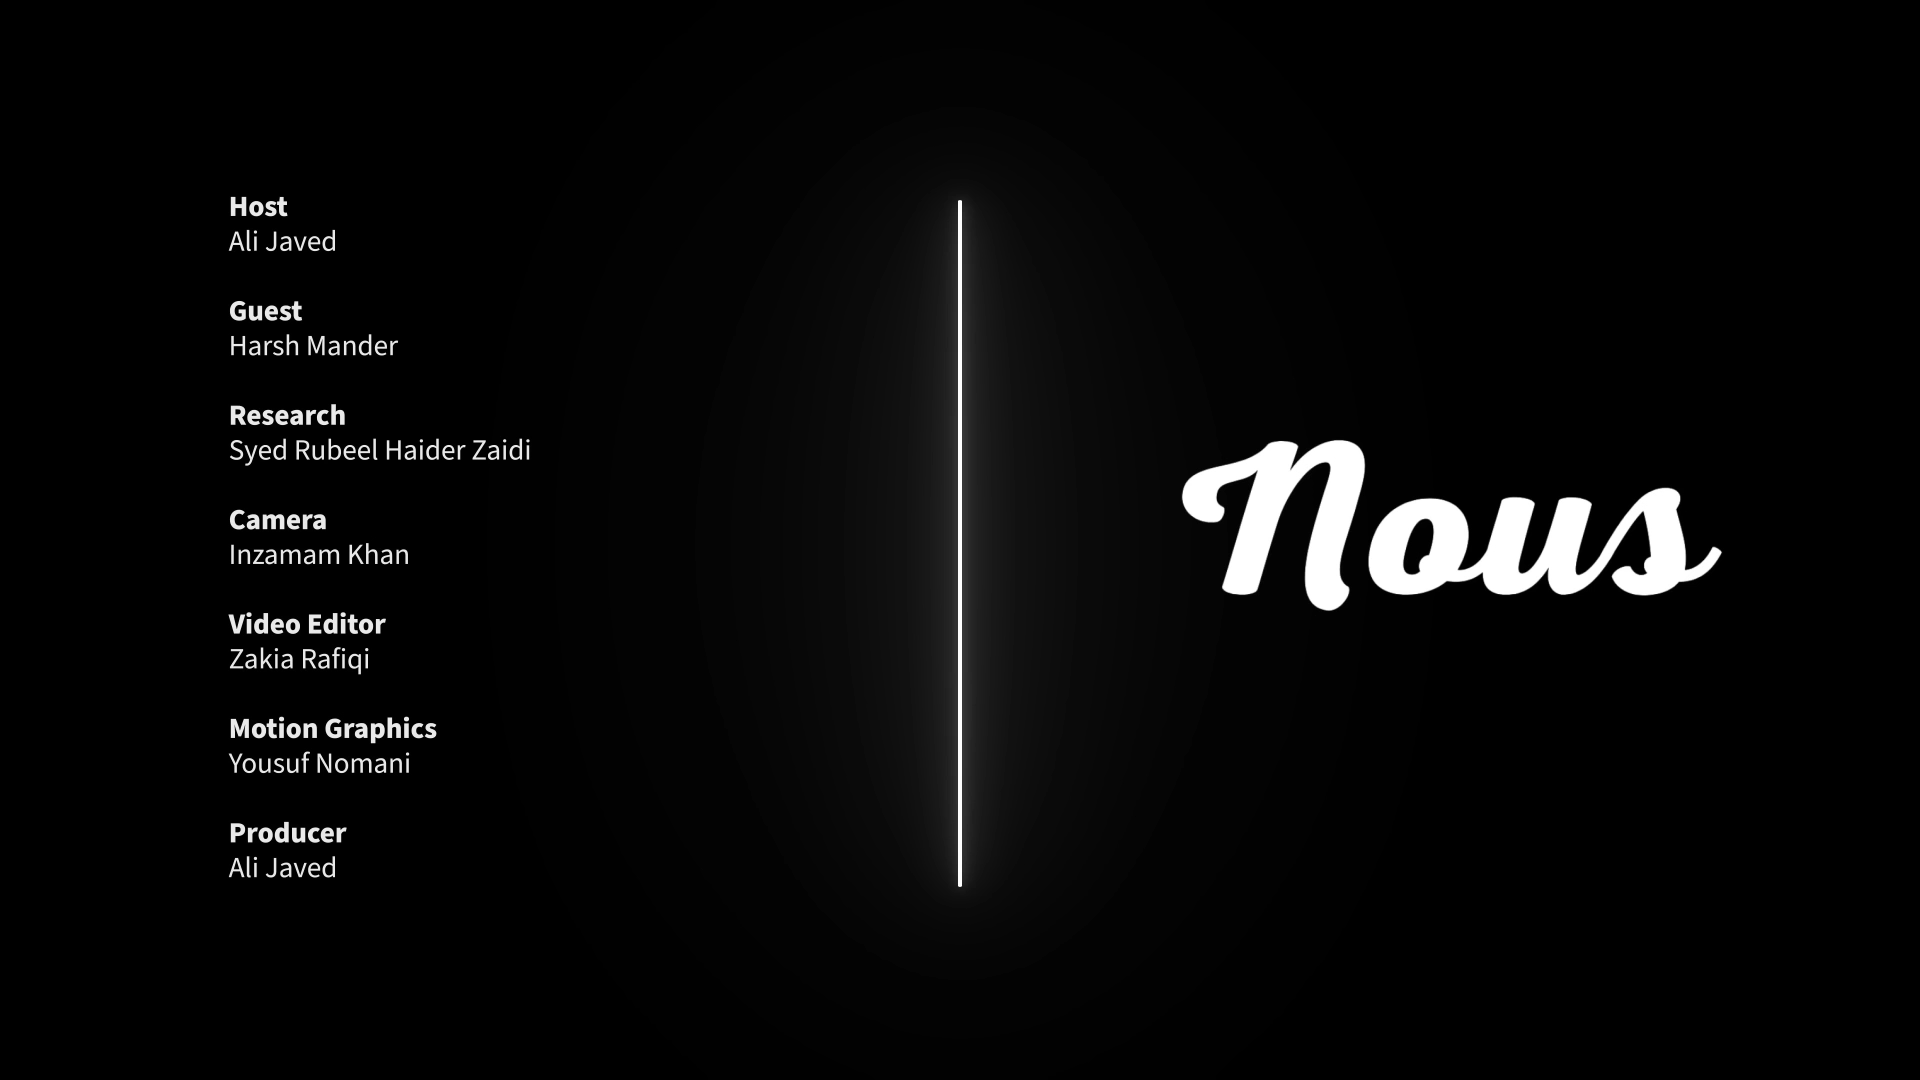 Host
Ali Javed
Guest
Harsh Mander
Research
Syed Rubeel Haider Zaidi
Camera
Inzamam Khan
Video Editor
Zakia Rafiqi
Motion Graphics
Yousuf Nomani
Producer
Ali Javed
Nous